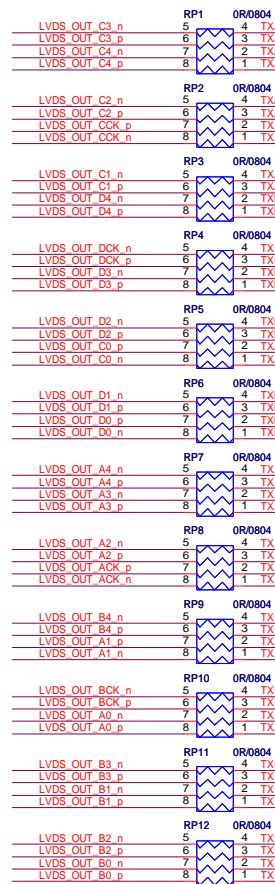 RP1 0R/0804
LVDS_OUT_C3_n 5 4 TX
LVDS_OUT_C3_p 6 3 TX
LVDS_OUT_C4_n 7 2 TX
LVDS_OUT_C4_p 8 1 TX
RP2 0R/0804
LVDS_OUT_C2_n 5 4 TX
LVDS_OUT_C2_p 6 3 TX
LVDS_OUT_CCK_p 7 2 TX
LVDS_OUT_CCK_n 8 1 TX
RP3 0R/0804
LVDS_OUT_C1_n 5 4 TX
LVDS_OUT_C1_p 6 3 TX
LVDS_OUT_D4_n 7 2 TX
LVDS_OUT_D4_p 8 1 TX
RP4 0R/0804
LVDS_OUT_DCK_n 5 4 TX
LVDS_OUT_DCK_p 6 3 TX
LVDS_OUT_D3_n 7 2 TX
LVDS_OUT_D3_p 8 1 TX
RP5 0R/0804
LVDS_OUT_D2_n 5 4 TX
LVDS_OUT_D2_p 6 3 TX
LVDS_OUT_C0_p 7 2 TX
LVDS_OUT_C0_n 8 1 TX
RP6 0R/0804
LVDS_OUT_D1_n 5 4 TX
LVDS_OUT_D1_p 6 3 TX
LVDS_OUT_D0_p 7 2 TX
LVDS_OUT_D0_n 8 1 TX
RP7 0R/0804
LVDS_OUT_A4_n 5 4 TX
LVDS_OUT_A4_p 6 3 TX
LVDS_OUT_A3_n 7 2 TX
LVDS_OUT_A3_p 8 1 TX
RP8 0R/0804
LVDS_OUT_A2_n 5 4 TX
LVDS_OUT_A2_p 6 3 TX
LVDS_OUT_ACK_p 7 2 TX
LVDS_OUT_ACK_n 8 1 TX
RP9 0R/0804
LVDS_OUT_B4_n 5 4 TX
LVDS_OUT_B4_p 6 3 TX
LVDS_OUT_A1_p 7 2 TX
LVDS_OUT_A1_n 8 1 TX
RP10 0R/0804
LVDS_OUT_BCK_n 5 4 TX
LVDS_OUT_BCK_p 6 3 TX
LVDS_OUT_A0_n 7 2 TX
LVDS_OUT_A0_p 8 1 TX
RP11 0R/0804
LVDS_OUT_B3_n 5 4 TX
LVDS_OUT_B3_p 6 3 TX
LVDS_OUT_B1_n 7 2 TX
LVDS_OUT_B1_p 8 1 TX
RP12 0R/0804
LVDS_OUT_B2_n 5 4 TX
LVDS_OUT_B2_p 6 3 TX
LVDS_OUT_B0_n 7 2 TX
LVDS_OUT_B0_p 8 1 TX